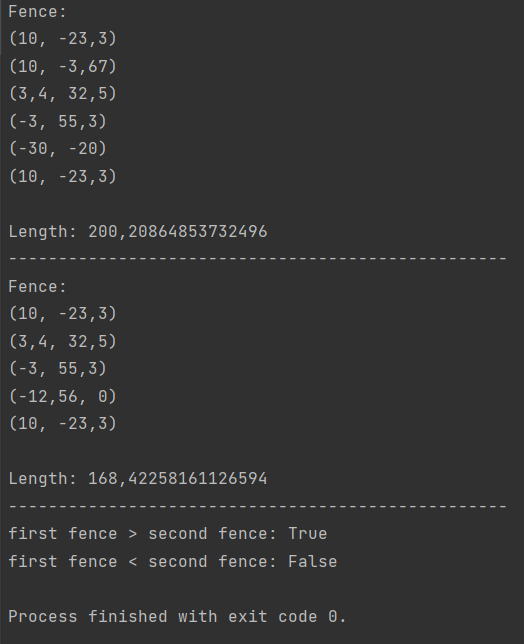 Fence:
(10, -23,3)
(10, -3,67)
(3,4, 32,5)
(-3, 55,3)
(-30, -20)
(10, -23,3)
Length: 200,20864853732496
--------------------------------------------------
Fence:
(10, -23,3)
(3,4, 32,5)
(-3, 55,3)
(-12,56, 0)
(10, -23,3)
Length: 168,42258161126594
--------------------------------------------------
first fence > second fence: True
first fence < second fence: False
Process finished with exit code 0.